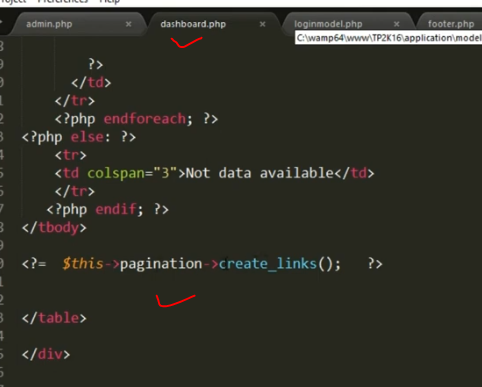 Project Preferences Help
admin.php × dashboard.php × loginmodel.php × footer.php
C:\wamp64\www\TP2K16\application\model
?>
</td>
</tr>
<?php endforeach; ?>
<?php else: ?>
<tr>
<td colspan="3">Not data available</td>
</tr>
<?php endif; ?>
</tbody>
<?= $this->pagination->create_links(); ?>
</table>
</div>